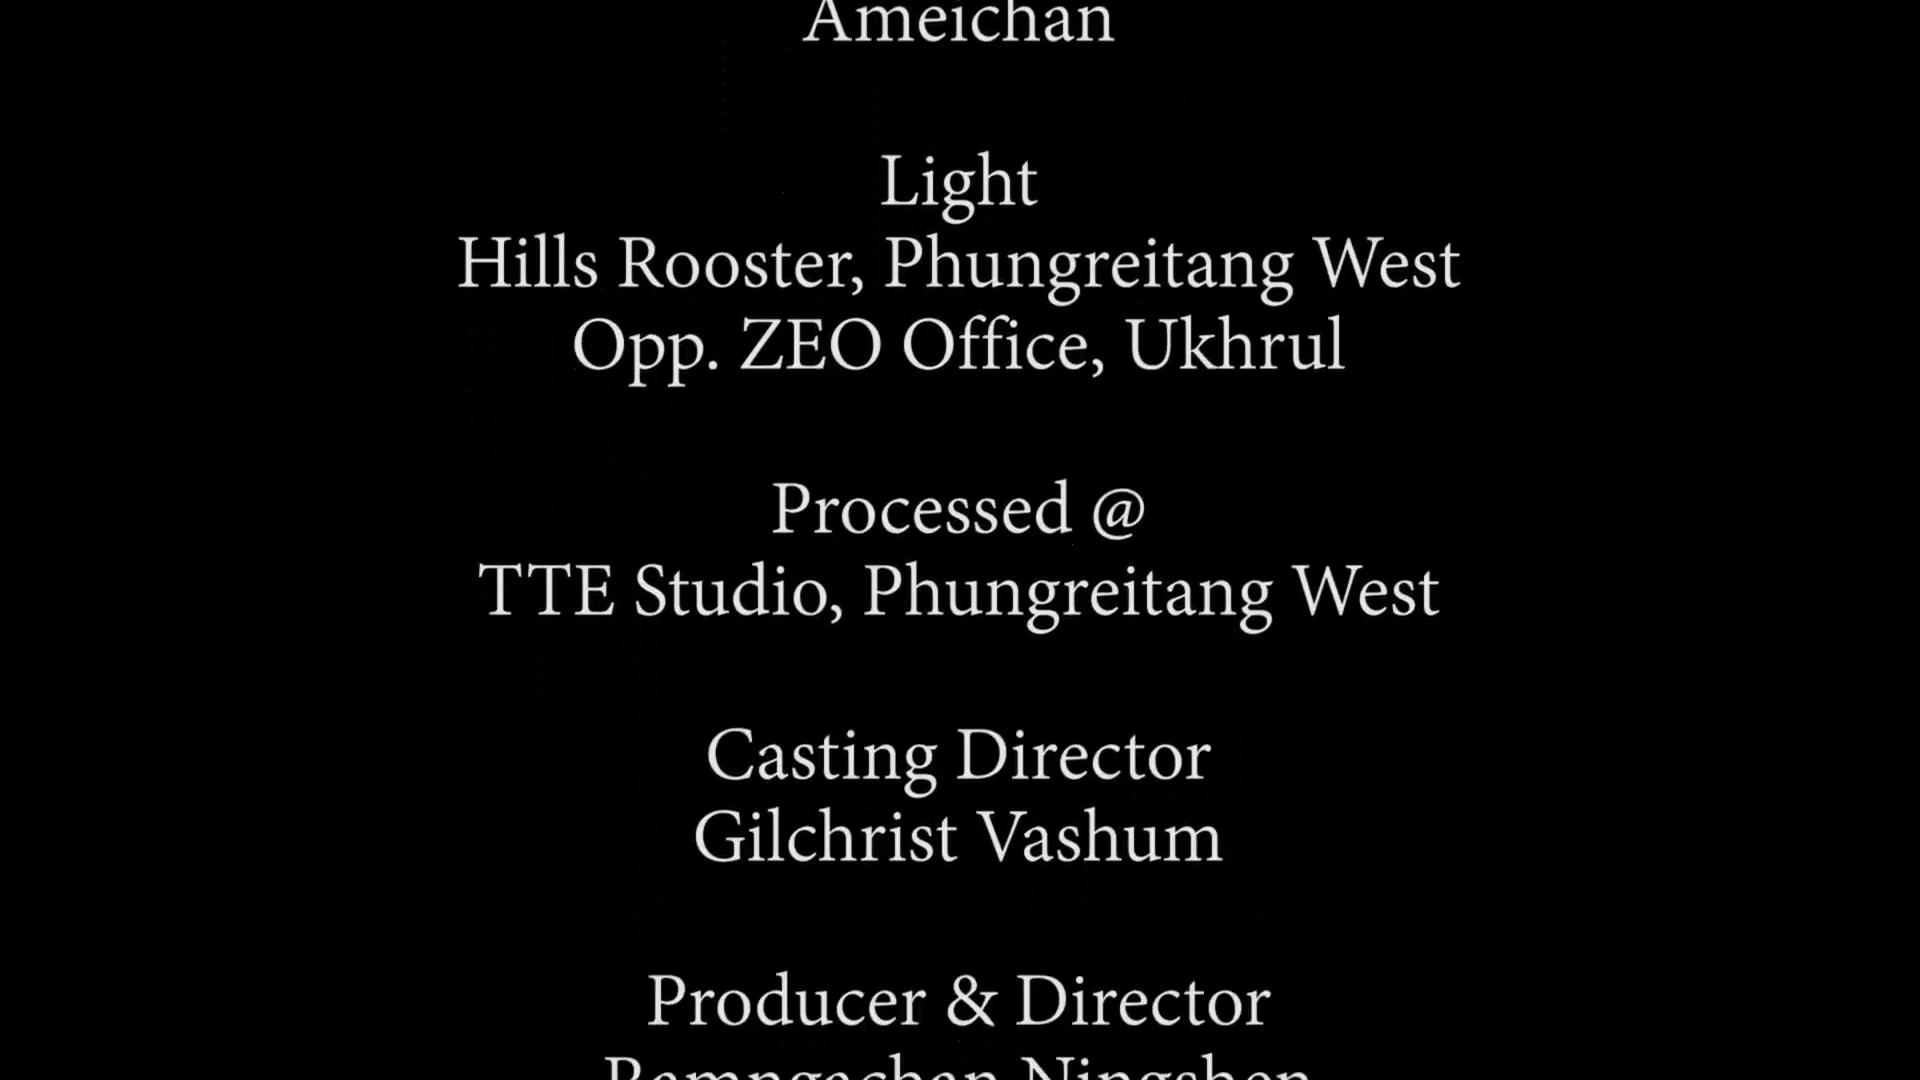 Ameichan
Light
Hills Rooster, Phungreitang West
Opp. ZEO Office, Ukhrul
Processed @
TTE Studio, Phungreitang West
Casting Director
Gilchrist Vashum
Producer & Director